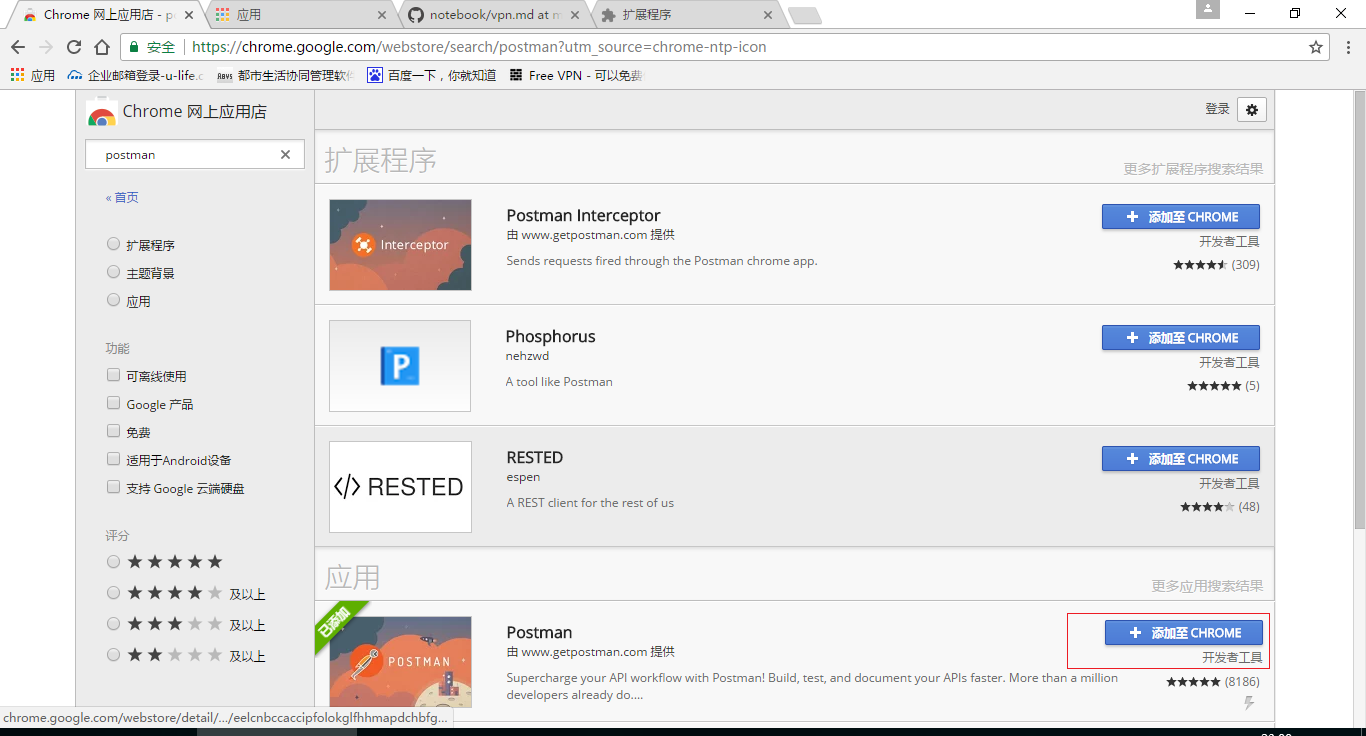 Chrome 网上应用店 - p
应用
notebook/vpn.md at m
扩展程序
安全
https://chrome.google.com/webstore/search/postman?utm_source=chrome-ntp-icon
应用
企业邮箱登录-u-life.c
都市生活协同管理软件
百度一下，你就知道
Free VPN - 可以免费
Chrome 网上应用店
登录
postman
« 首页
扩展程序
主题背景
应用
功能
可离线使用
Google 产品
免费
适用于Android设备
支持 Google 云端硬盘
评分
及以上
及以上
及以上
扩展程序
更多扩展程序搜索结果
Interceptor
Postman Interceptor
由 www.getpostman.com 提供
Sends requests fired through the Postman chrome app.
添加至 CHROME
开发者工具
(309)
P
Phosphorus
nehzwd
A tool like Postman
添加至 CHROME
开发者工具
(5)
</> RESTED
RESTED
espen
A REST client for the rest of us
添加至 CHROME
开发者工具
(48)
应用
更多应用搜索结果
已添加
POSTMAN
Postman
由 www.getpostman.com 提供
Supercharge your API workflow with Postman! Build, test, and document your APIs faster. More than a million
developers already do....
添加至 CHROME
开发者工具
(8186)
chrome.google.com/webstore/detail/.../eelcnbccaccipfolokglfhhmapdchbfg...